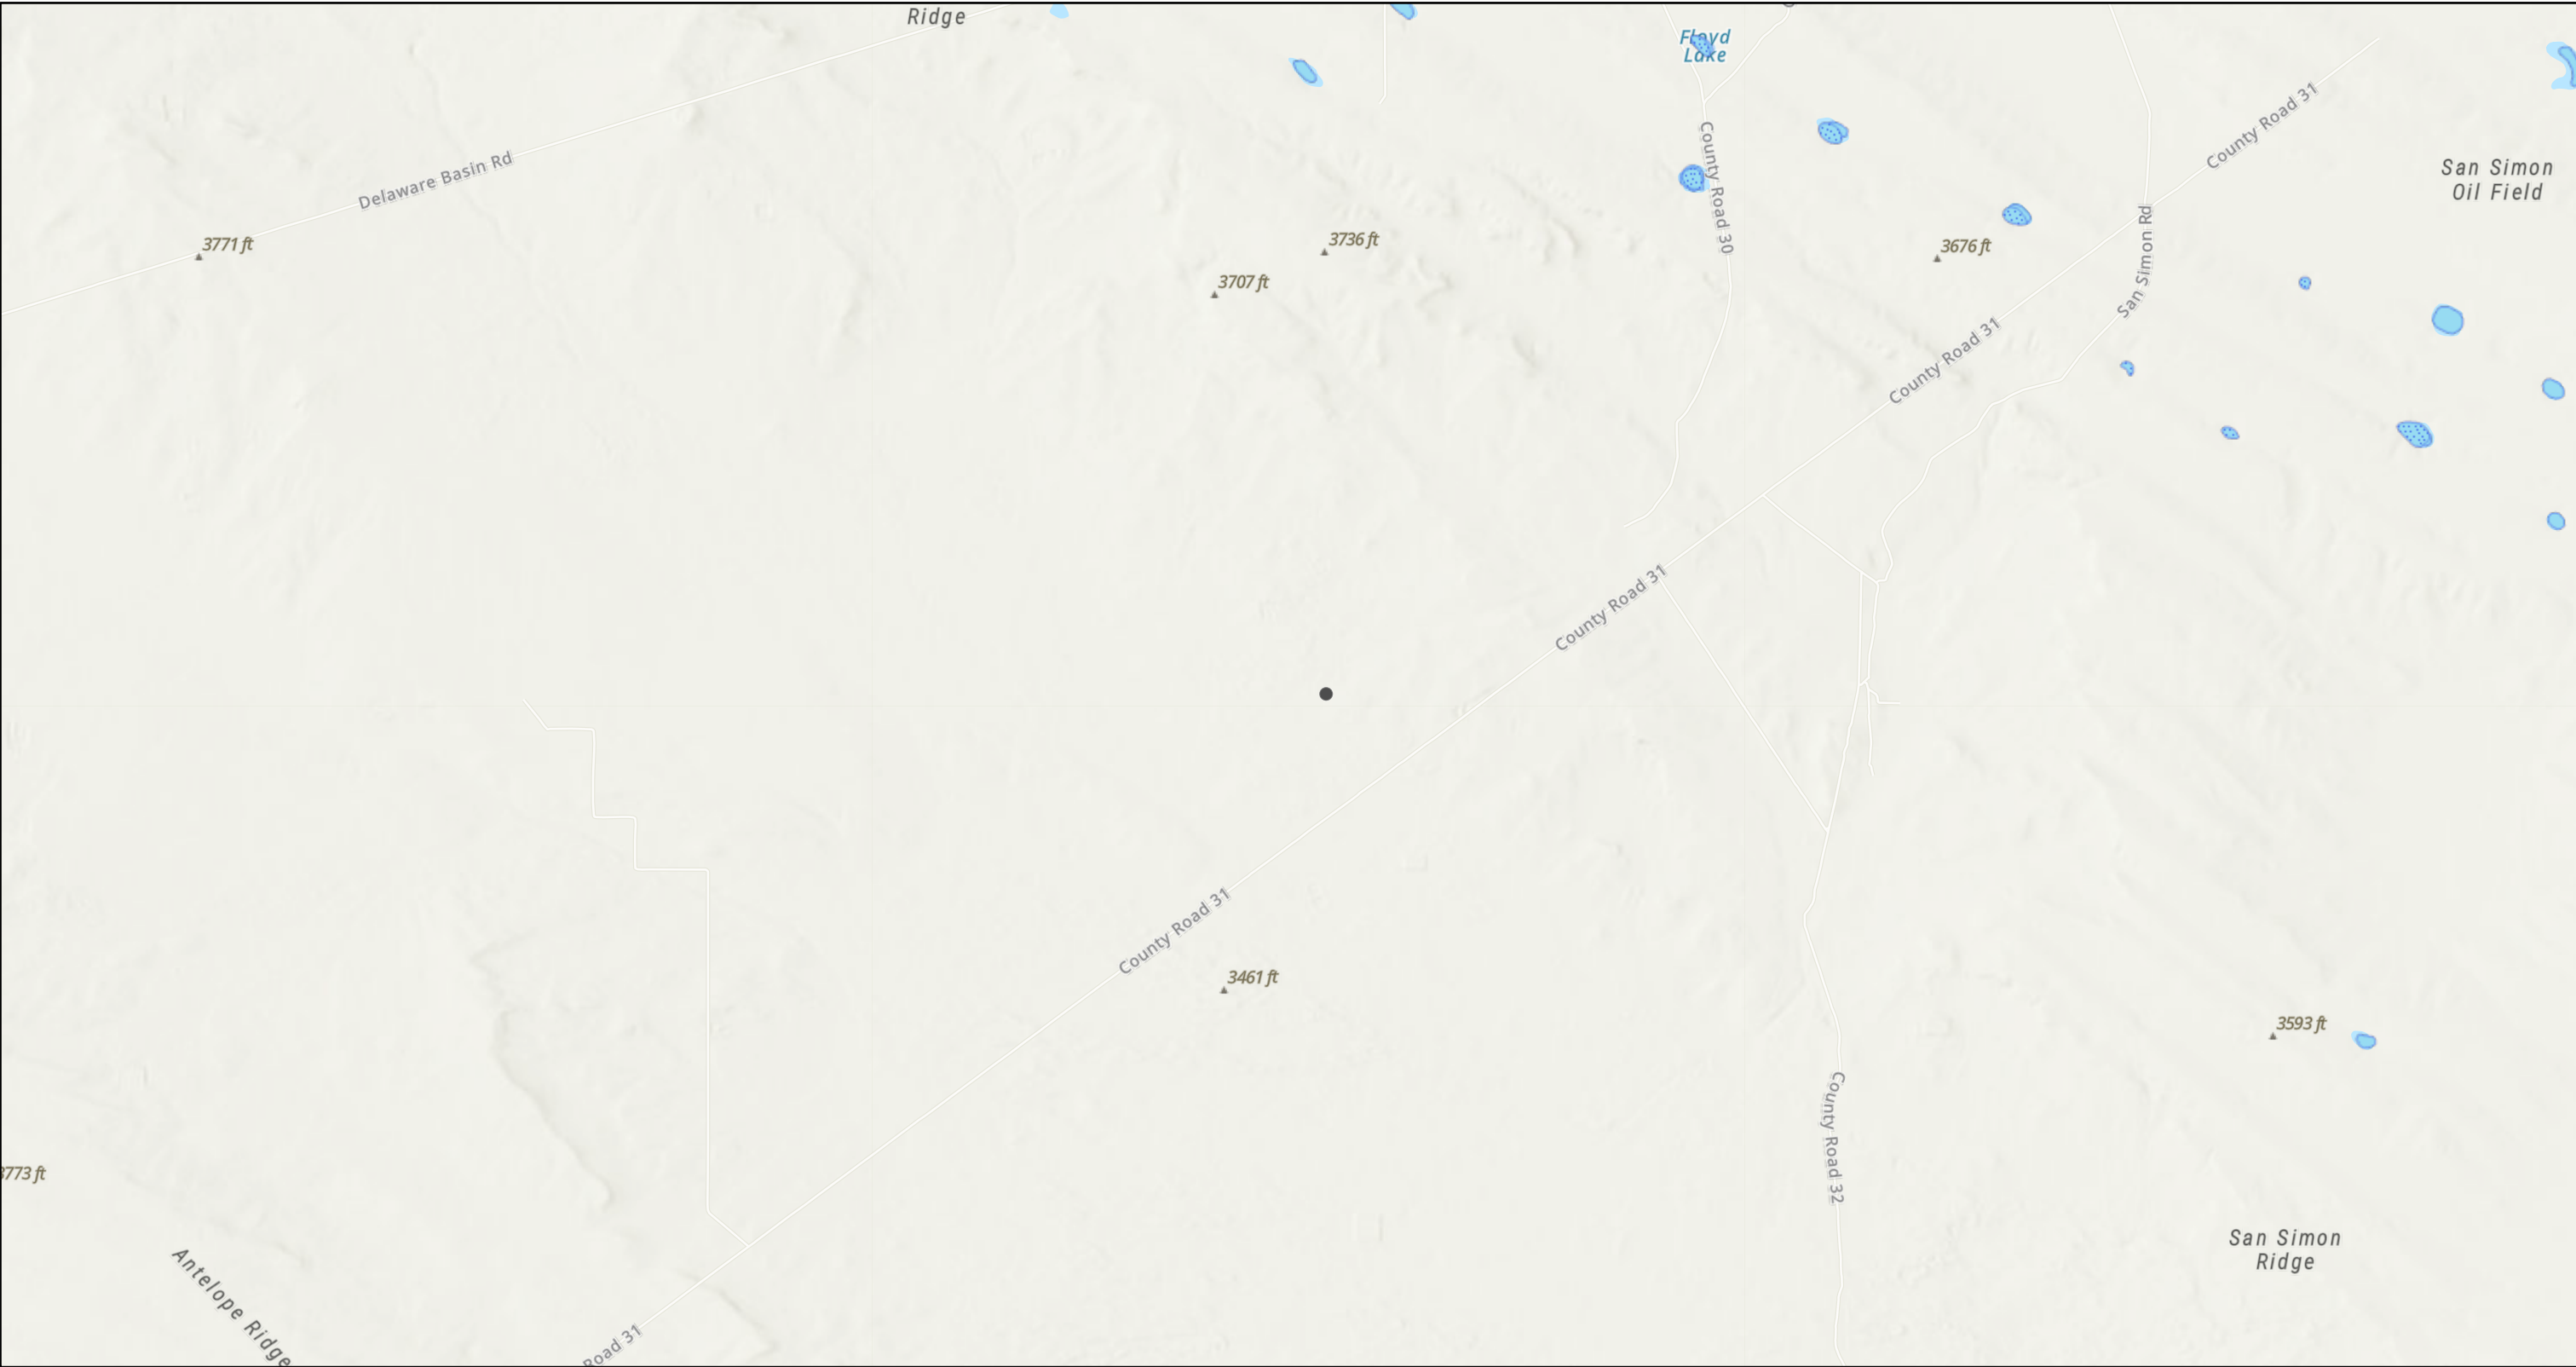 Ridge
Floyd
Lake
County Road 31
San Simon
Oil Field
Delaware Basin Rd
County Road 30
San Simon Rd
3771 ft
3736 ft
3676 ft
3707 ft
County Road 31
County Road 31
County Road 31
3461 ft
3593 ft
County Road 32
3773 ft
San Simon
Ridge
Antelope Ridge
Road 31